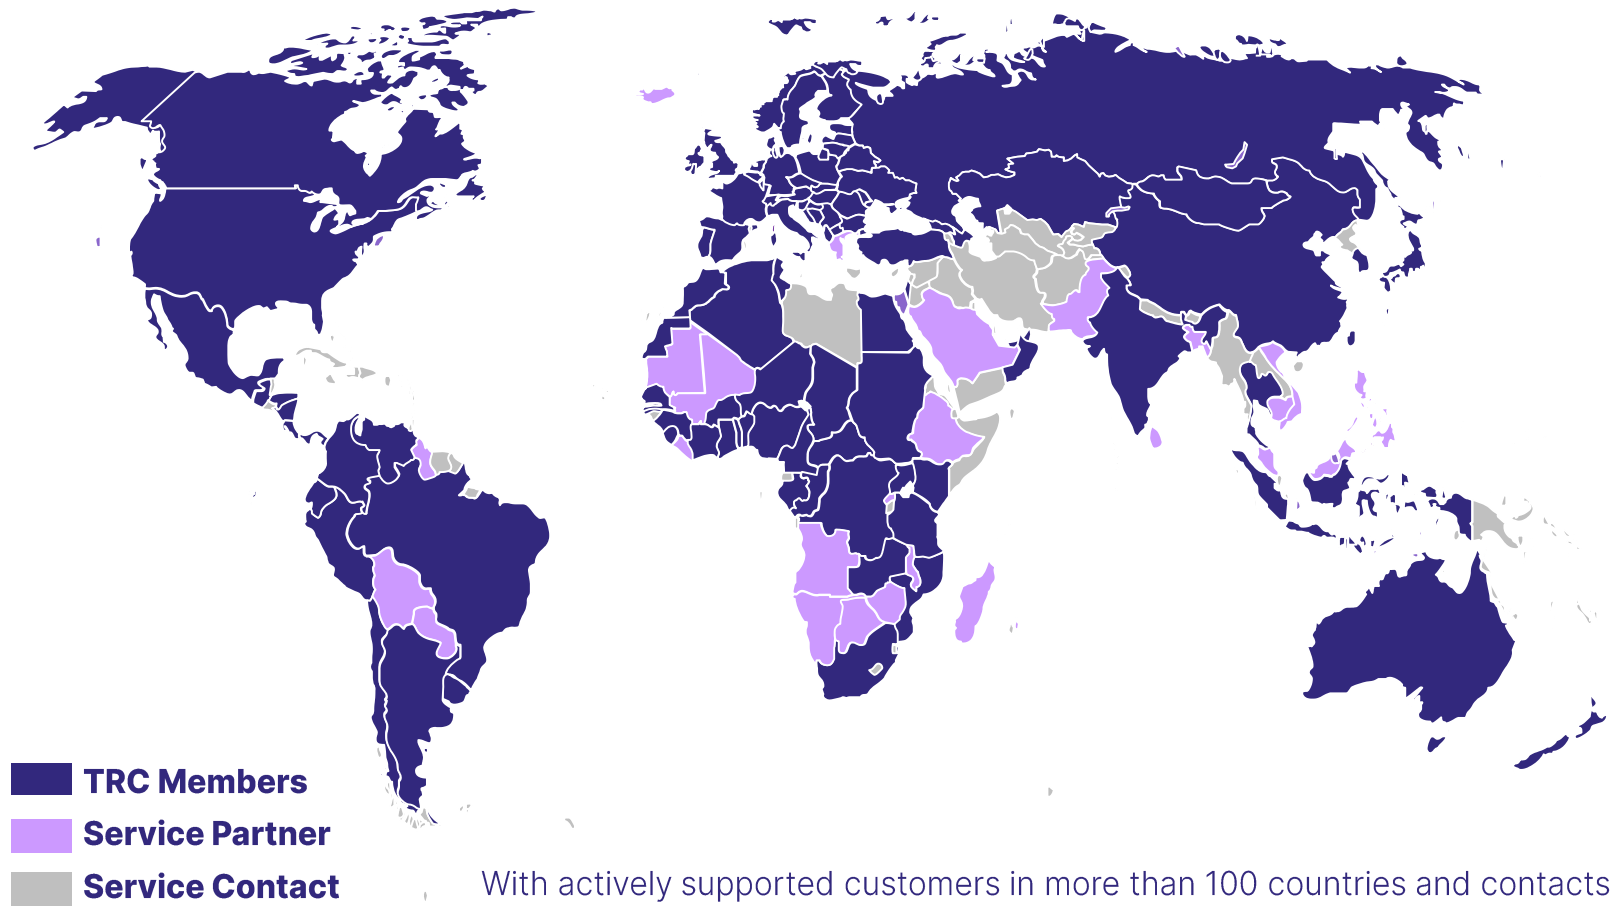 TRC Members
Service Partner
Service Contact
With actively supported customers in more than 100 countries and contacts